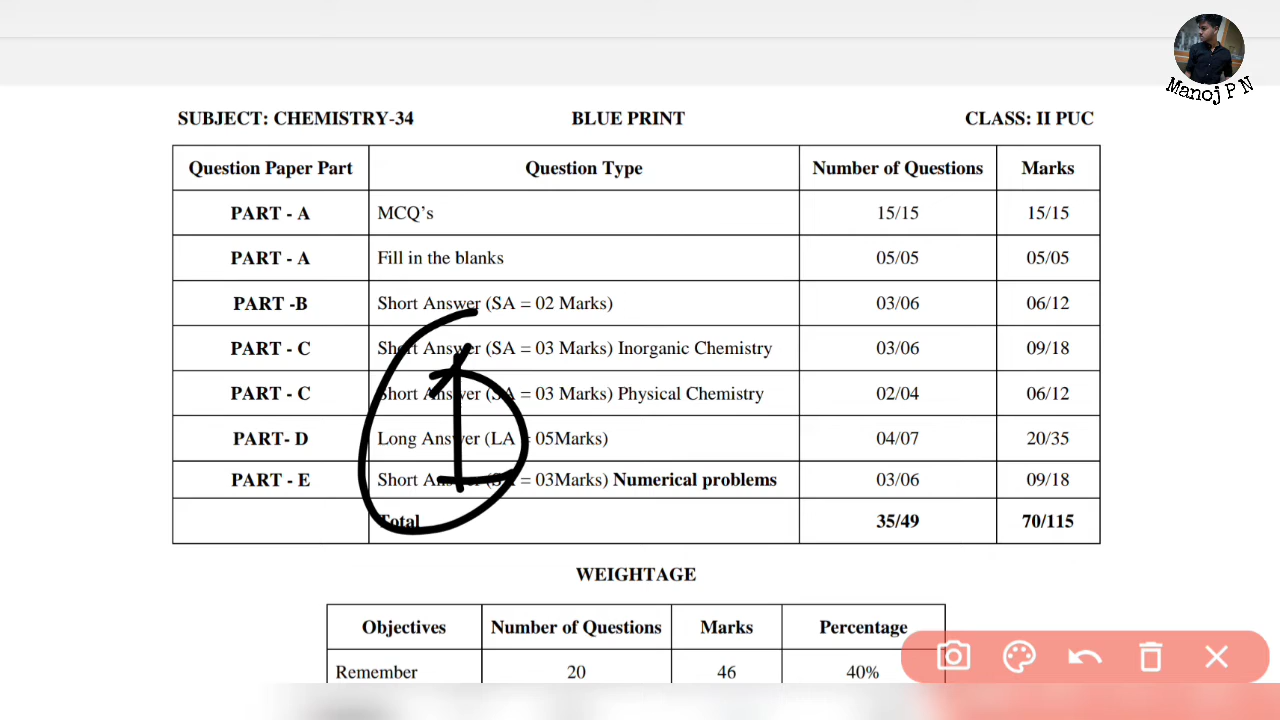 Manoj P N
SUBJECT: CHEMISTRY-34 BLUE PRINT CLASS: II PUC
Question Paper Part Question Type Number of Questions Marks
PART - A MCQ’s 15/15 15/15
PART - A Fill in the blanks 05/05 05/05
PART -B Short Answer (SA = 02 Marks) 03/06 06/12
PART - C Short Answer (SA = 03 Marks) Inorganic Chemistry 03/06 09/18
PART - C Short Answer (SA = 03 Marks) Physical Chemistry 02/04 06/12
PART- D Long Answer (LA = 05Marks) 04/07 20/35
PART - E Short Answer (SA = 03Marks) Numerical problems 03/06 09/18
Total 35/49 70/115
WEIGHTAGE
Objectives Number of Questions Marks Percentage
Remember 20 46 40%